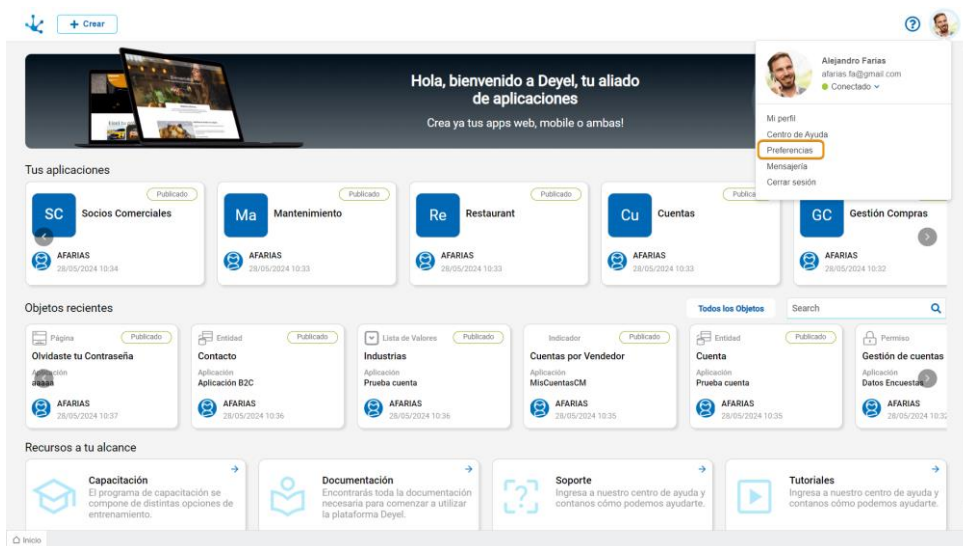 + Crear
Alejandro Farias
afarias.fa@gmail.com
Conectado
Mi perfil
Centro de Ayuda
Preferencias
Mensajería
Cerrar sesión
Hola, bienvenido a Deyel, tu aliado
de aplicaciones
Crea ya tus apps web, mobile o ambas!
Tus aplicaciones
Publicado
SC
Socios Comerciales
AFARIAS
28/05/2024 10:34
Publicado
Ma
Mantenimiento
AFARIAS
28/05/2024 10:33
Publicado
Re
Restaurant
AFARIAS
28/05/2024 10:33
Publicado
Cu
Cuentas
AFARIAS
28/05/2024 10:33
Publica
GC
Gestión Compras
AFARIAS
28/05/2024 10:32
Objetos recientes
Todos los Objetos
Search
Página
Publicado
Olvidaste tu Contraseña
Aplicación
aaaaa
AFARIAS
28/05/2024 10:37
Entidad
Publicado
Contacto
Aplicación
Aplicación B2C
AFARIAS
28/05/2024 10:36
Lista de Valores
Publicado
Industrias
Aplicación
Prueba cuenta
AFARIAS
28/05/2024 10:36
Indicador
Publicado
Cuentas por Vendedor
Aplicación
MisCuentasCM
AFARIAS
28/05/2024 10:35
Entidad
Publicado
Cuenta
Aplicación
Prueba cuenta
AFARIAS
28/05/2024 10:35
Permiso
Gestión de cuentas
Aplicación
Datos Encuestas
AFARIAS
28/05/2024 10:32
Recursos a tu alcance
Capacitación
El programa de capacitación se
compone de distintas opciones de
entrenamiento.
Documentación
Encontrarás toda la documentación
necesaria para comenzar a utilizar
la plataforma Deyel.
Soporte
Ingresa a nuestro centro de ayuda y
contanos cómo podemos ayudarte.
Tutoriales
Ingresa a nuestro centro de ayuda y
contanos cómo podemos ayudarte.
Inicio